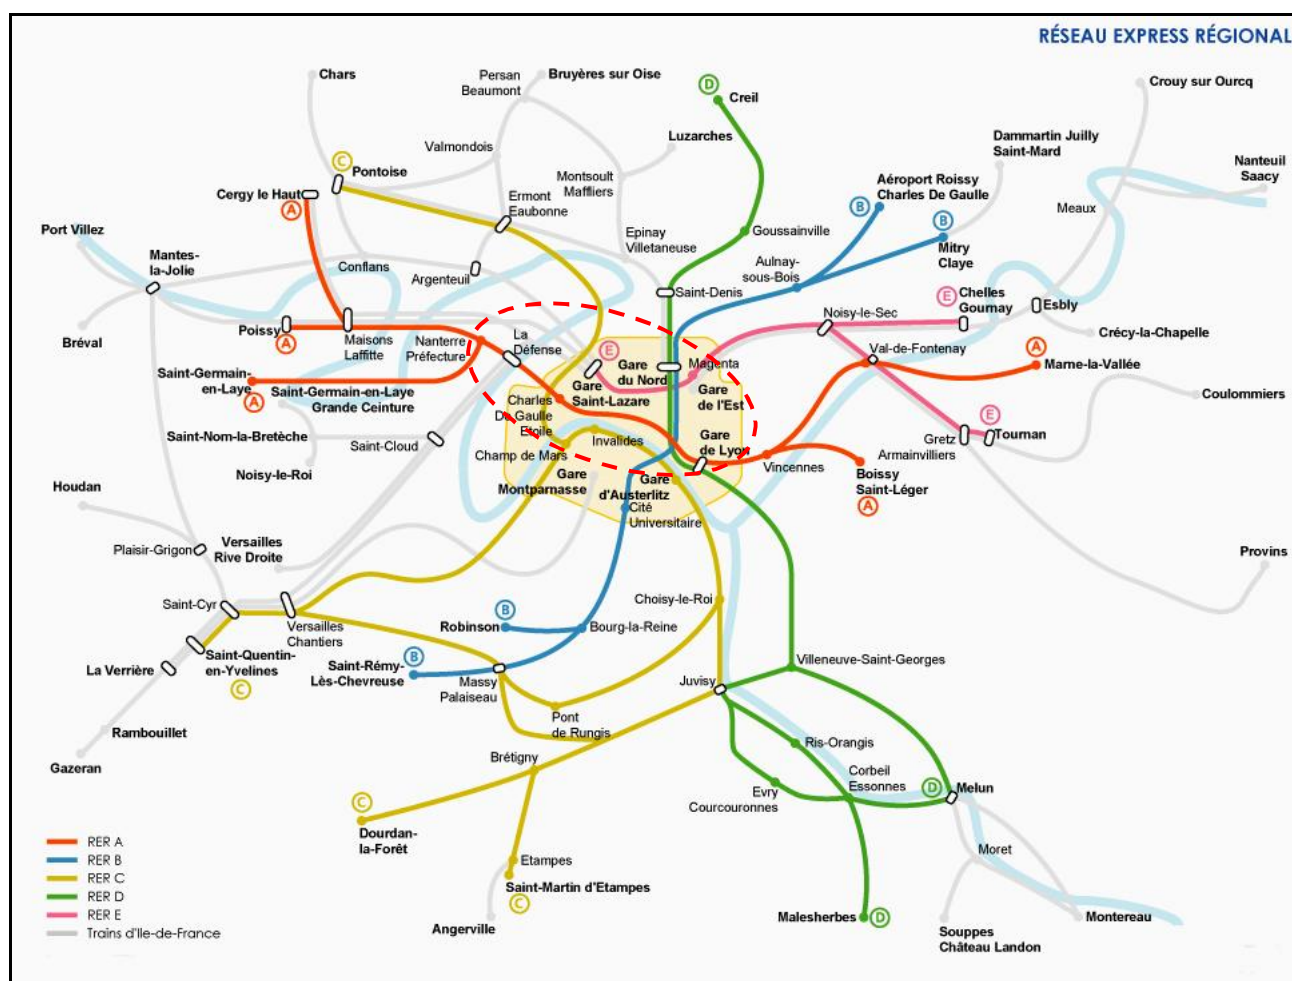 RÉSEAU EXPRESS RÉGIONAL
Chars
Persan
Beaumont
Bruyères sur Oise
D
Creil
Crouy sur Ourcq
Luzarches
Dammartin Juilly
Saint-Mard
Valmondois
C
Pontoise
Montsoult
Maffliers
Nanteuil
Saacy
Cergy le Haut
A
Ermont
Eaubonne
Aéroport Roissy
Charles De Gaulle
B
B
Meaux
Port Villez
Mantes-
la-Jolie
Epinay
Villetaneuse
Goussainville
Mitry
Claye
Conflans
Argenteuil
Aulnay-
sous-Bois
Saint-Denis
E
Chelles
Gournay
Esbly
Noisy-le-Sec
Bréval
Poissy
A
Maisons
Laffitte
Nanterre
Préfecture
La
Défense
Crécy-la-Chapelle
E
Gare
du Nord
Magenta
Val-de-Fontenay
A
Marne-la-Vallée
Saint-Germain-
en-Laye
A
Saint-Germain-en-Laye
Grande Ceinture
Gare
Saint-Lazare
Gare
de l'Est
Coulommiers
Charles
De Gaulle
Etoile
Saint-Nom-la-Bretèche
Saint-Cloud
Invalides
Gare
de Lyon
E
Tournan
Gretz
Armainvilliers
Champ de Mars
Vincennes
Noisy-le-Roi
Gare
Montparnasse
Gare
d'Austerlitz
Boissy
Saint-Léger
A
Houdan
Cité
Universitaire
Plaisir-Grigon
Versailles
Rive Droite
Provins
Saint-Cyr
Versailles
Chantiers
B
Robinson
Bourg-la-Reine
Choisy-le-Roi
La Verrière
Saint-Quentin-
en-Yvelines
C
Saint-Rémy-
Lès-Chevreuse
B
Massy
Palaiseau
Juvisy
Villeneuve-Saint-Georges
Pont
de Rungis
Rambouillet
Gazeran
Brétigny
Ris-Orangis
Corbeil
Essonnes
Evry
Courcouronnes
D
Melun
C
Dourdan-
la-Forêt
Etampes
Saint-Martin d'Etampes
C
Moret
Angerville
Malesherbes
D
Souppes
Château Landon
Montereau
RER A
RER B
RER C
RER D
RER E
Trains d'Ile-de-France